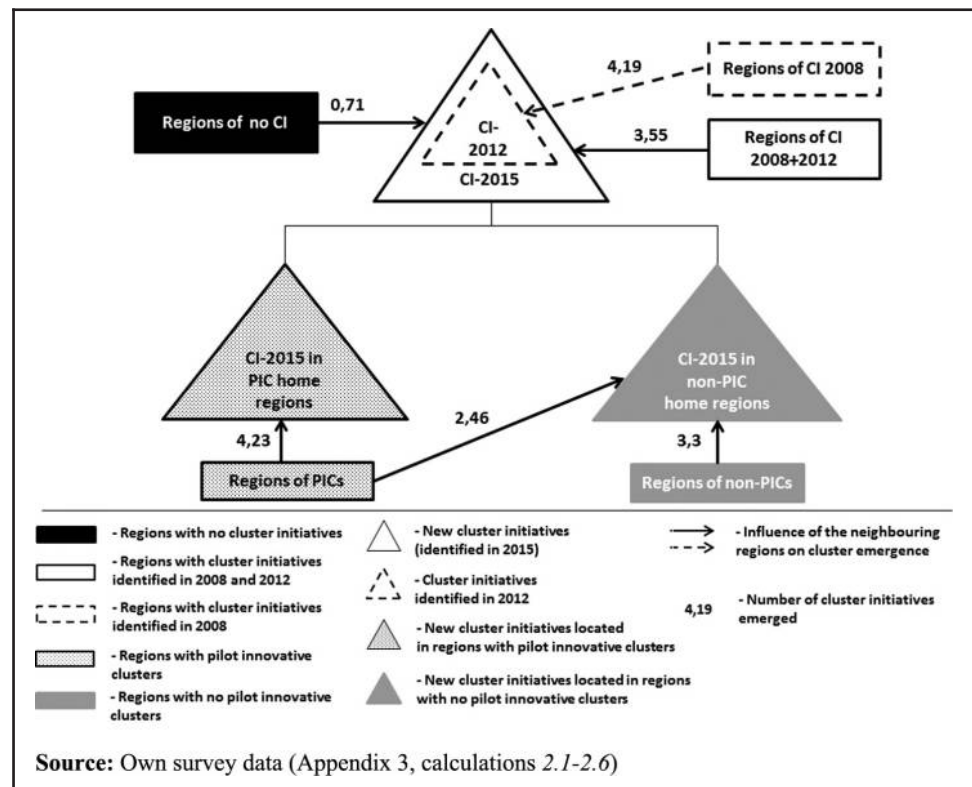 4,19
Regions of CI 2008
0,71
Regions of no CI
CI-
2012
CI-2015
3,55
Regions of CI
2008+2012
CI-2015 in
PIC home
regions
CI-2015 in
non-PIC
home regions
2,46
4,23
3,3
Regions of PICs
Regions of non-PICs
- Regions with no cluster initiatives
- Regions with cluster initiatives
identified in 2008 and 2012
- Regions with cluster initiatives
identified in 2008
- Regions with pilot innovative
clusters
- Regions with no pilot innovative
clusters
- New cluster initiatives
(identified in 2015)
- Cluster initiatives
identified in 2012
- New cluster initiatives located
in regions with pilot innovative clusters
- New cluster initiatives located in regions
with no pilot innovative clusters
- Influence of the neighbouring
regions on cluster emergence
4,19
- Number of cluster initiatives
emerged
Source: Own survey data (Appendix 3, calculations 2.1-2.6)